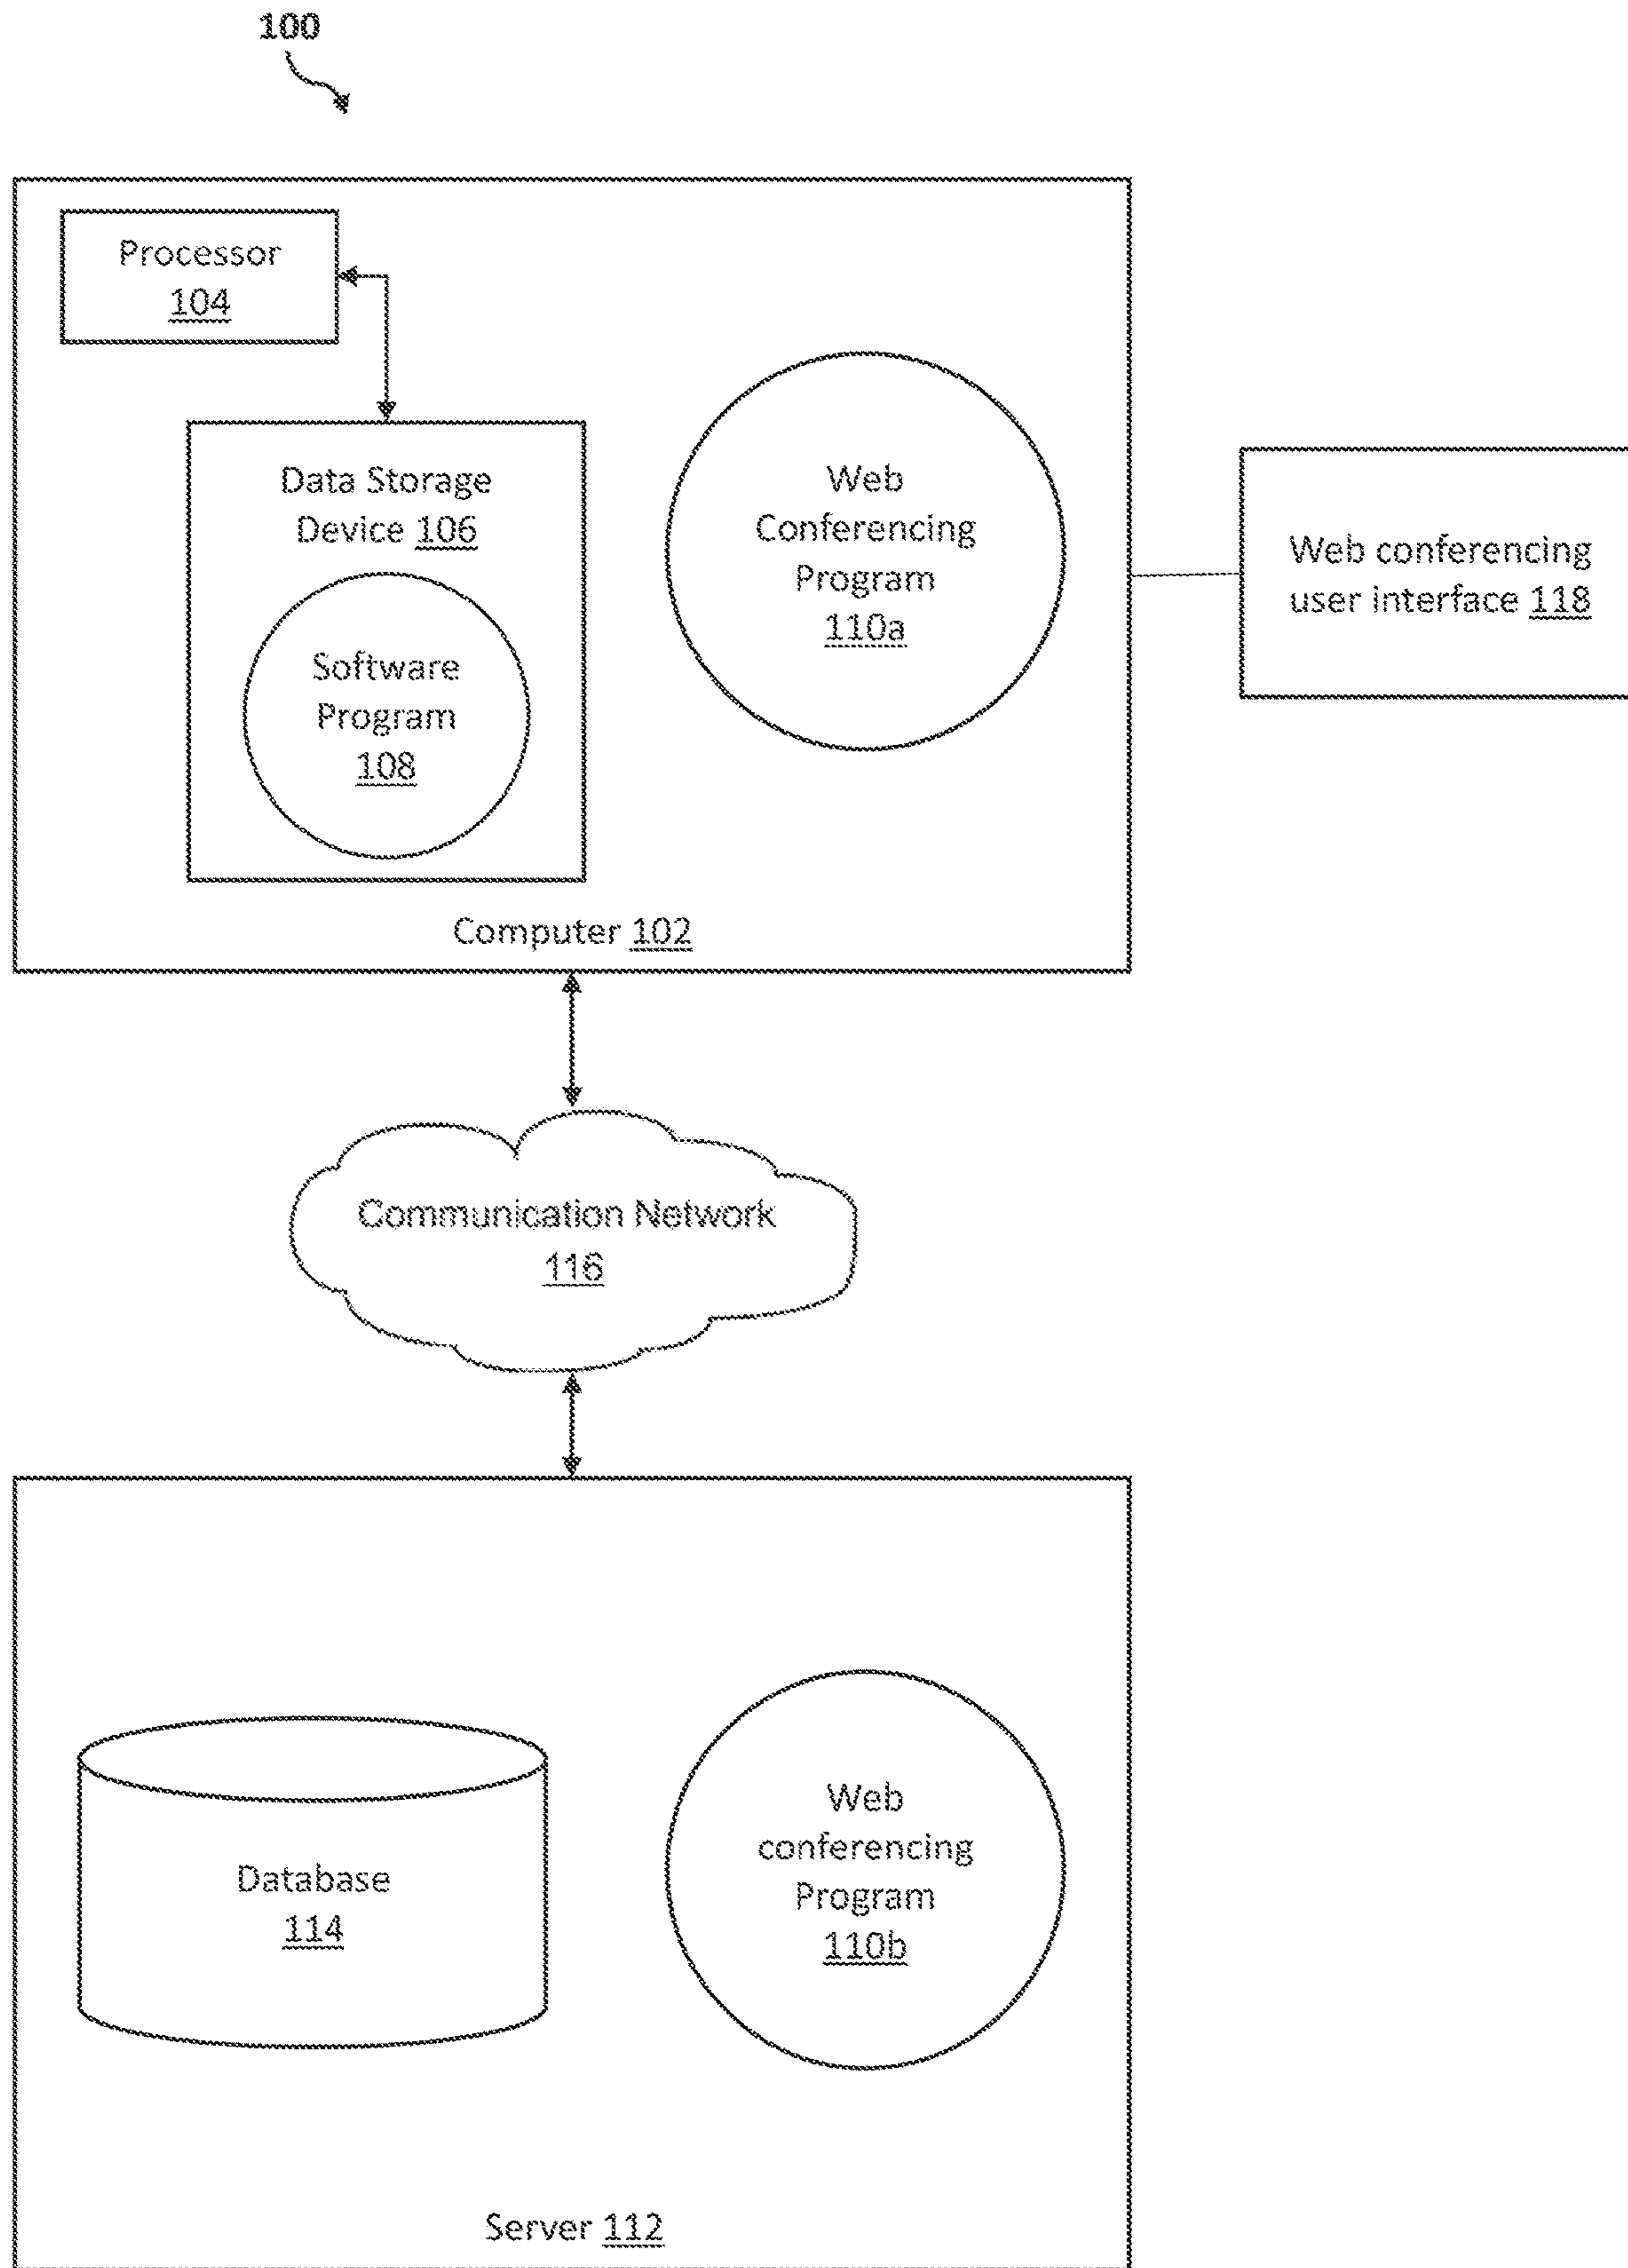 100
Processor
104
Data Storage
Device 106
Software
Program
108
Web
Conferencing
Program
110a
Web conferencing
user interface 118
Computer 102
Communication Network
116
Database
114
Web
conferencing
Program
110b
Server 112